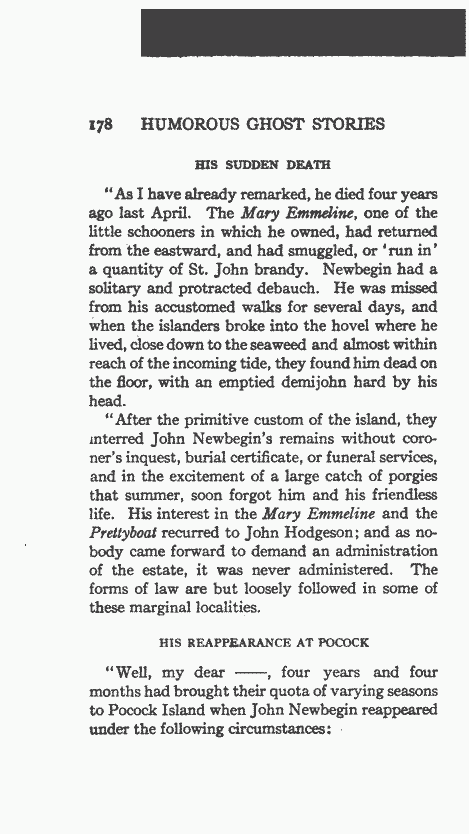 178 HUMOROUS GHOST STORIES
HIS SUDDEN DEATH
“As I have already remarked, he died four years
ago last April. The Mary Emmeline, one of the
little schooners in which he owned, had returned
from the eastward, and had smuggled, or ‘run in’
a quantity of St. John brandy. Newbegin had a
solitary and protracted debauch. He was missed
from his accustomed walks for several days, and
when the islanders broke into the hovel where he
lived, close down to the seaweed and almost within
reach of the incoming tide, they found him dead on
the floor, with an emptied demijohn hard by his
head.
“After the primitive custom of the island, they
interred John Newbegin’s remains without coro-
ner’s inquest, burial certificate, or funeral services,
and in the excitement of a large catch of porgies
that summer, soon forgot him and his friendless
life. His interest in the Mary Emmeline and the
Prettyboat recurred to John Hodgeson; and as no-
body came forward to demand an administration
of the estate, it was never administered. The
forms of law are but loosely followed in some of
these marginal localities.
HIS REAPPEARANCE AT POCOCK
“Well, my dear ——, four years and four
months had brought their quota of varying seasons
to Pocock Island when John Newbegin reappeared
under the following circumstances: